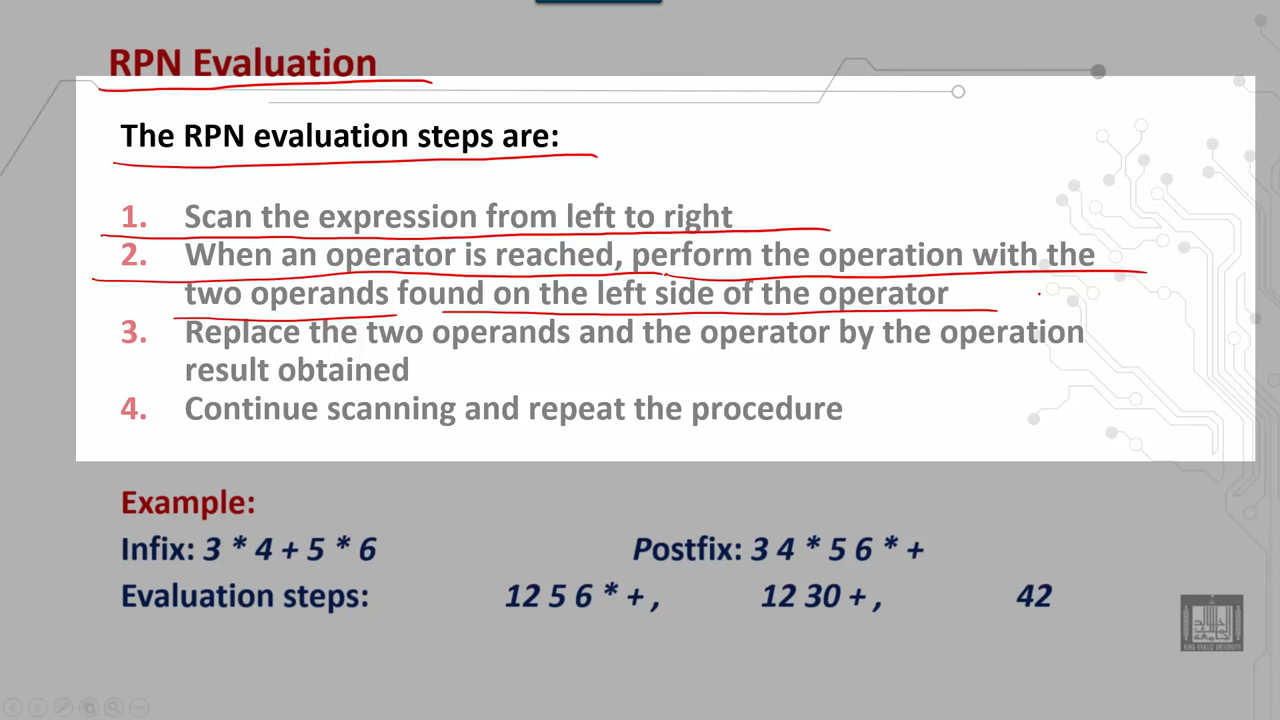 RPN Evaluation
The RPN evaluation steps are:
1. Scan the expression from left to right
2. When an operator is reached, perform the operation with the
two operands found on the left side of the operator
3. Replace the two operands and the operator by the operation
result obtained
4. Continue scanning and repeat the procedure
Example:
Infix: 3 * 4 + 5 * 6 Postfix: 3 4 * 5 6 * +
Evaluation steps: 12 5 6 * + , 12 30 + , 42
KING KHALID UNIVERSITY